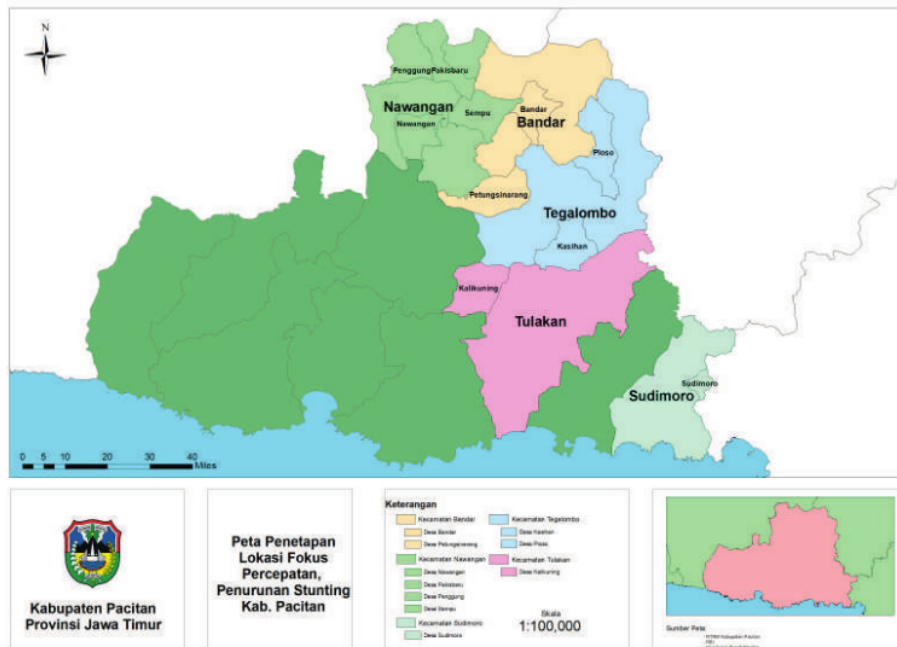 N
PenggungPakisbaru
Nawangan
Sempu
Nawangan
Bandar
Bandar
Ploso
Petungsinarang
Tegalombo
Kasihan
Kalikuning
Tulakan
Sudimoro
Sudimoro
0 5 10 20 30 40
Miles
Kabupaten Pacitan
Provinsi Jawa Timur
Peta Penetapan
Lokasi Fokus
Percepatan,
Penurunan Stunting
Kab. Pacitan
Keterangan
Kecamatan Bandar
Desa Bandar
Desa Petungsinarang
Kecamatan Nawangan
Desa Nawangan
Desa Pakisbaru
Desa Penggung
Desa Sempu
Kecamatan Sudimoro
Desa Sudimoro
Kecamatan Tegalombo
Desa Kasihan
Desa Ploso
Kecamatan Tulakan
Desa Kalikuning
Skala
1:100,000
Sumber Peta: